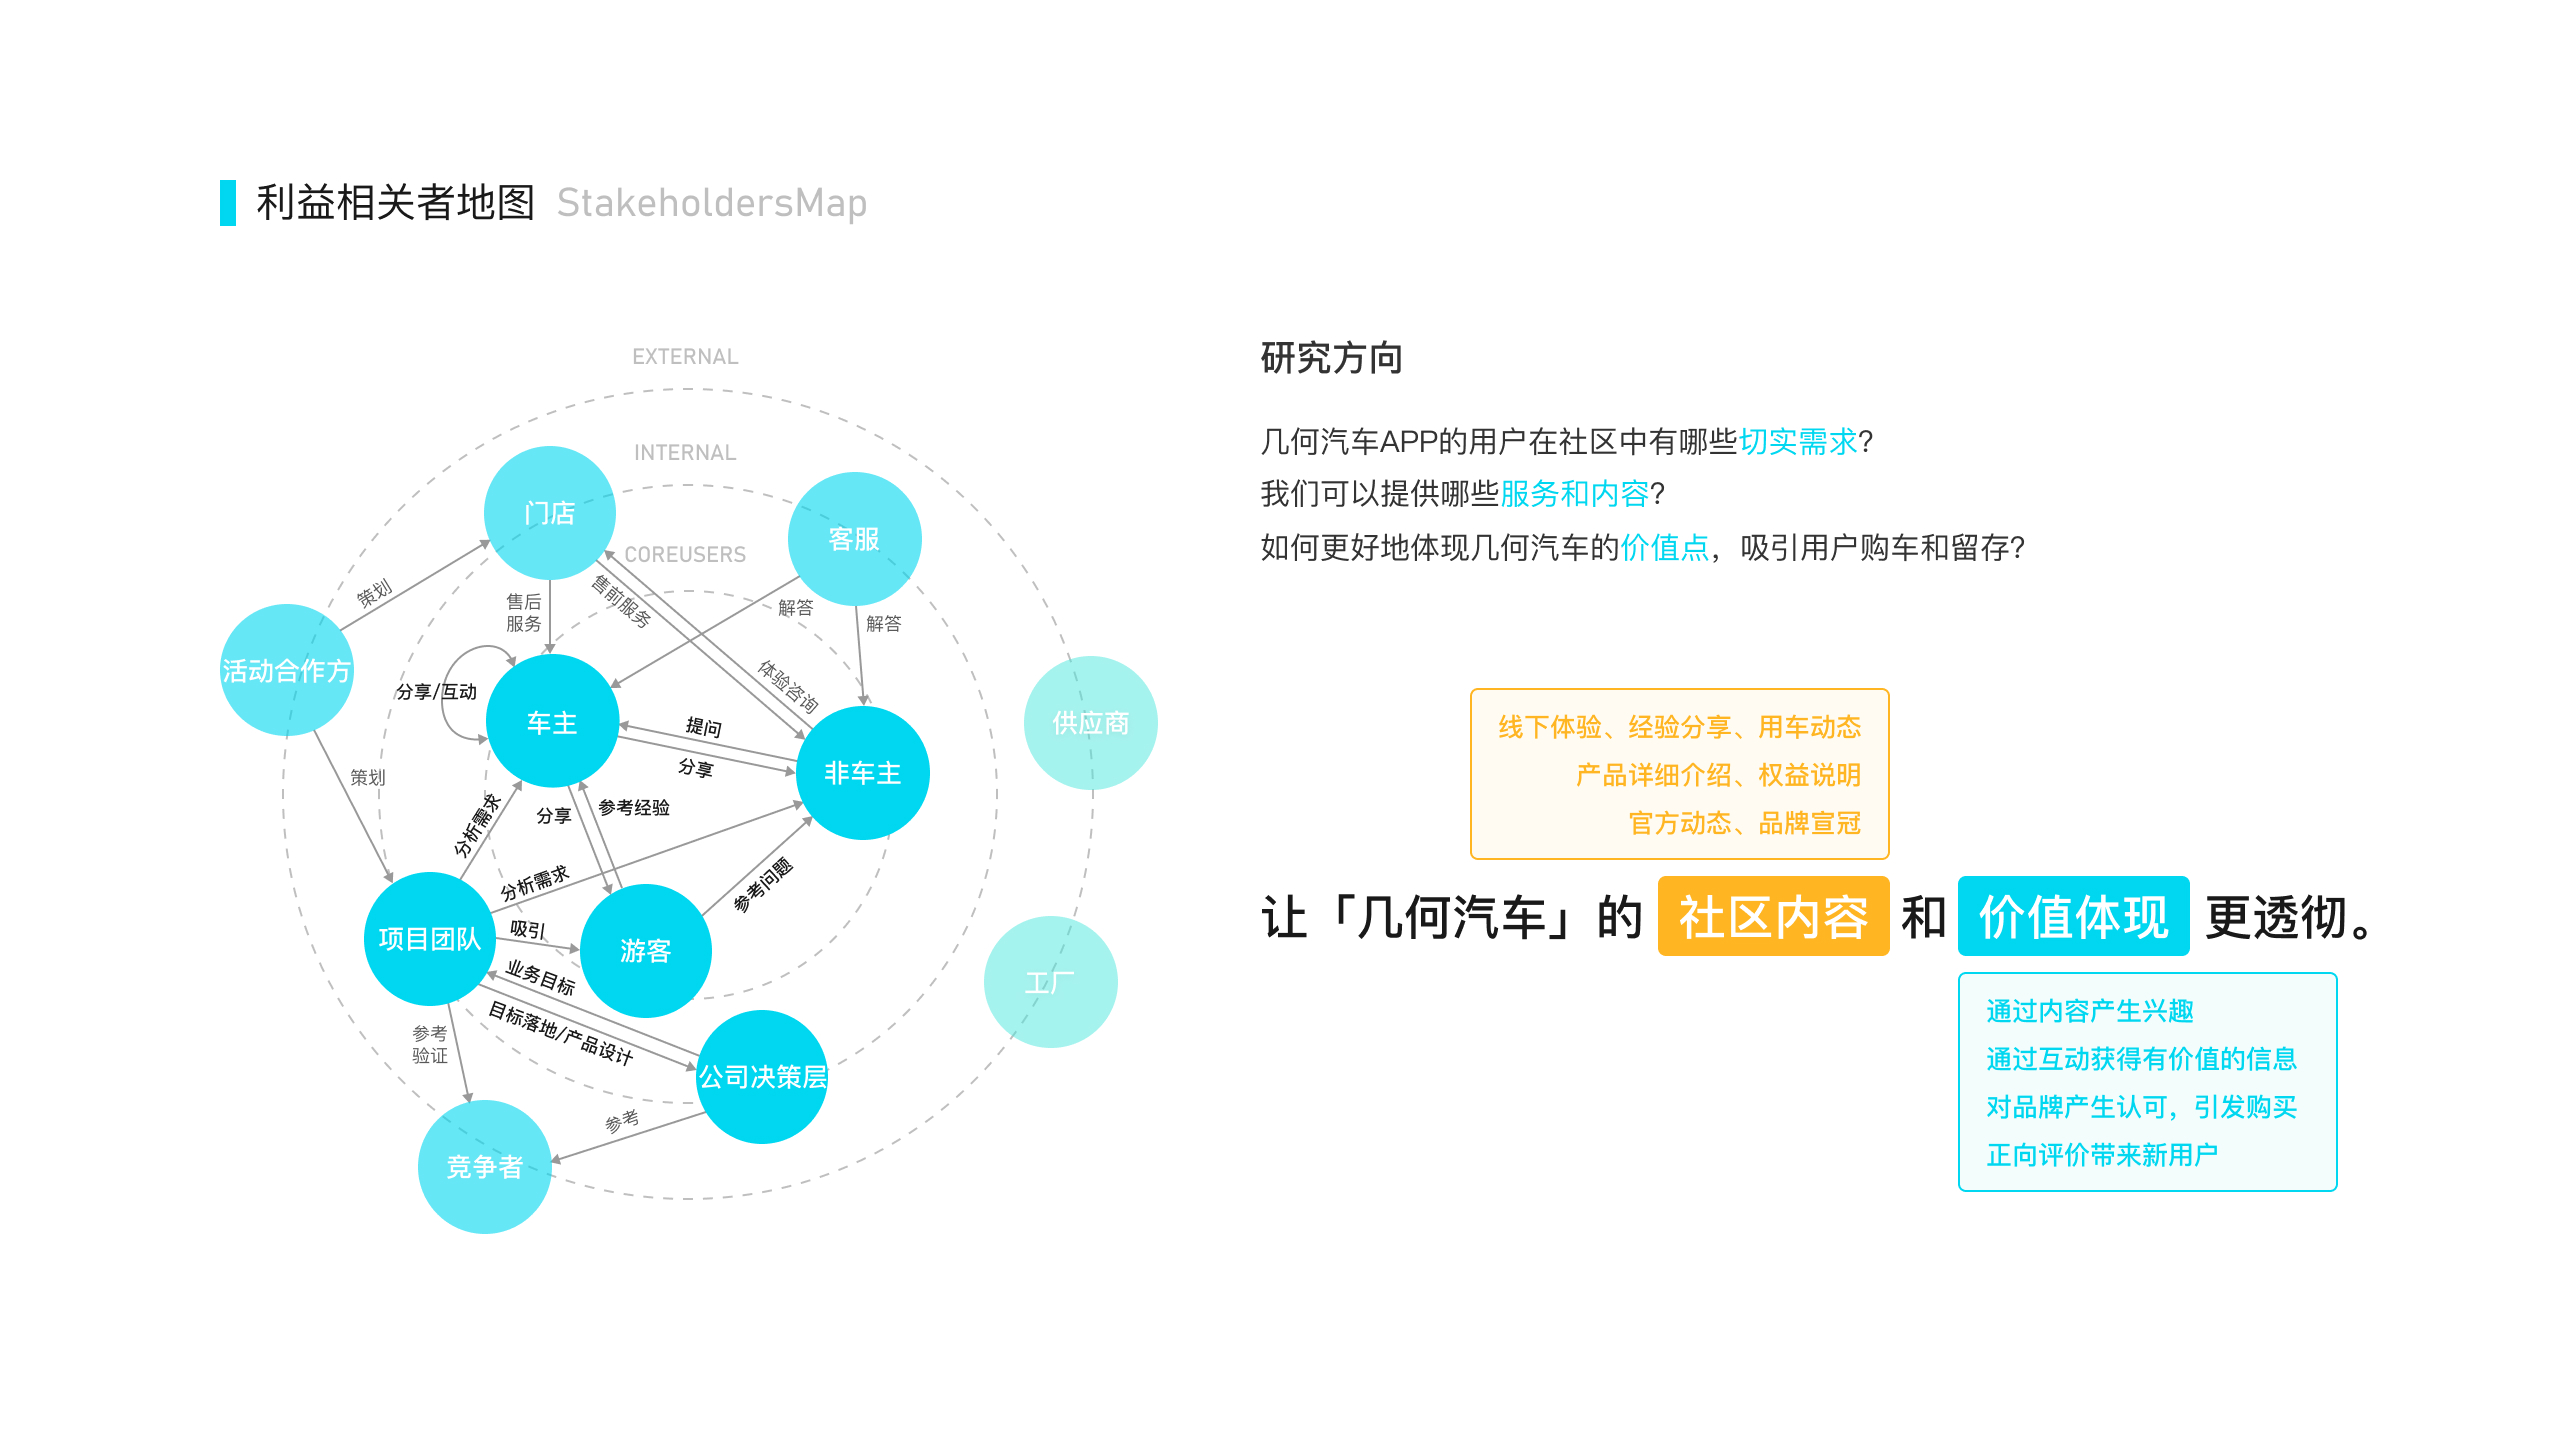 利益相关者地图 StakeholdersMap
EXTERNAL
INTERNAL
COREUSERS
门店
客服
策划
售后
服务
售前服务
解答
解答
活动合作方
体验咨询
分享/互动
车主
提问
分享
非车主
供应商
策划
分析需求
分享
参考经验
分析需求
参考问题
项目团队
吸引
游客
工厂
业务目标
目标落地/产品设计
参考
验证
公司决策层
参考
竞争者
研究方向
几何汽车APP的用户在社区中有哪些切实需求?
我们可以提供哪些服务和内容?
如何更好地体现几何汽车的价值点，吸引用户购车和留存?
线下体验、经验分享、用车动态
产品详细介绍、权益说明
官方动态、品牌宣冠
让「几何汽车」的 社区内容 和 价值体现 更透彻。
通过内容产生兴趣
通过互动获得有价值的信息
对品牌产生认可，引发购买
正向评价带来新用户